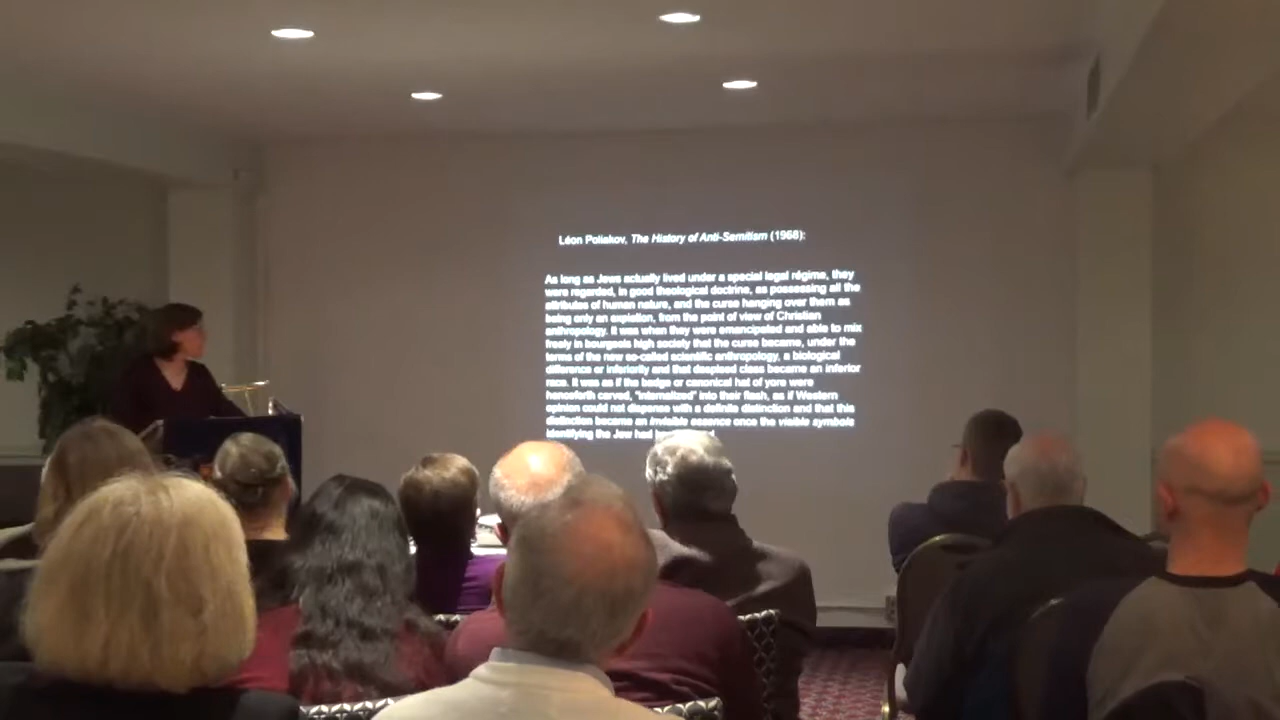 Léon Poliakov, The History of Anti-Semitism (1968):
As long as Jews actually lived under a special legal régime, they
were regarded, in good theological doctrine, as possessing all the
attributes of human nature, and the curse hanging over them as
being only an expiation, from the point of view of Christian
anthropology. It was when they were emancipated and able to mix
freely in bourgeois high society that the curse became, under the
terms of the new so-called scientific anthropology, a biological
difference or inferiority and that despised class became an inferior
race. It was as if the badge or canonical hat of yore were
henceforth carved, "internalized" into their flesh, as if Western
opinion could not dispense with a definite distinction and that this
distinction became an invisible essence once the visible symbols
identifying the Jew had